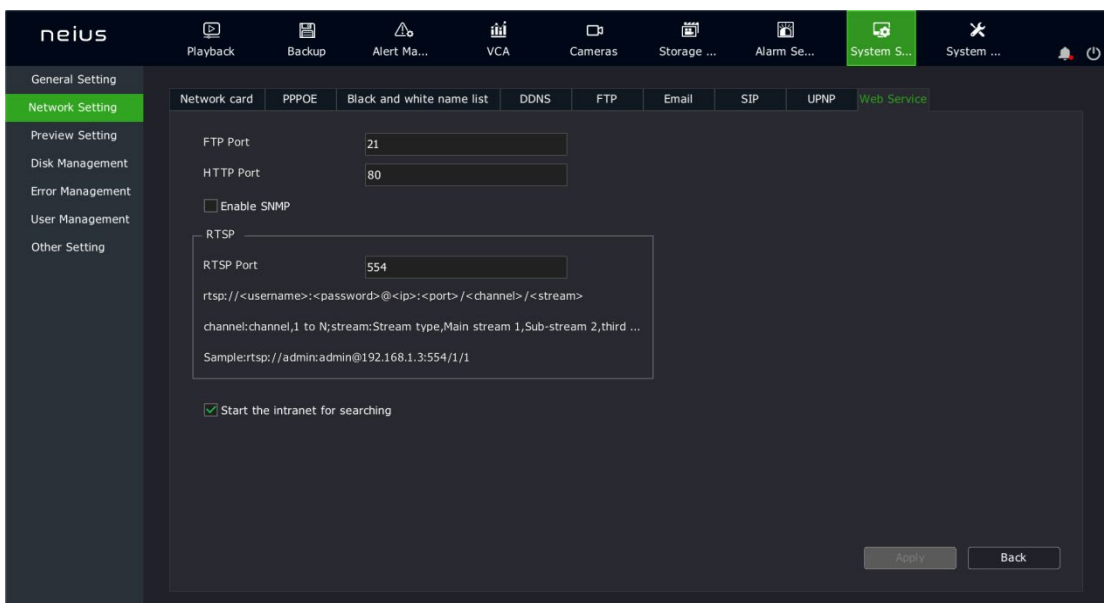 neius
Playback
Backup
Alert Ma...
VCA
Cameras
Storage ...
Alarm Se...
System S...
System ...
General Setting
Network Setting
Preview Setting
Disk Management
Error Management
User Management
Other Setting
Network card
PPPOE
Black and white name list
DDNS
FTP
Email
SIP
UPNP
Web Service
FTP Port
21
HTTP Port
80
Enable SNMP
RTSP
RTSP Port
554
rtsp://<username>:<password>@<ip>:<port>/<channel>/<stream>
channel:channel,1 to N;stream:Stream type,Main stream 1,Sub-stream 2,third ...
Sample:rtsp://admin:admin@192.168.1.3:554/1/1
Start the intranet for searching
Apply
Back